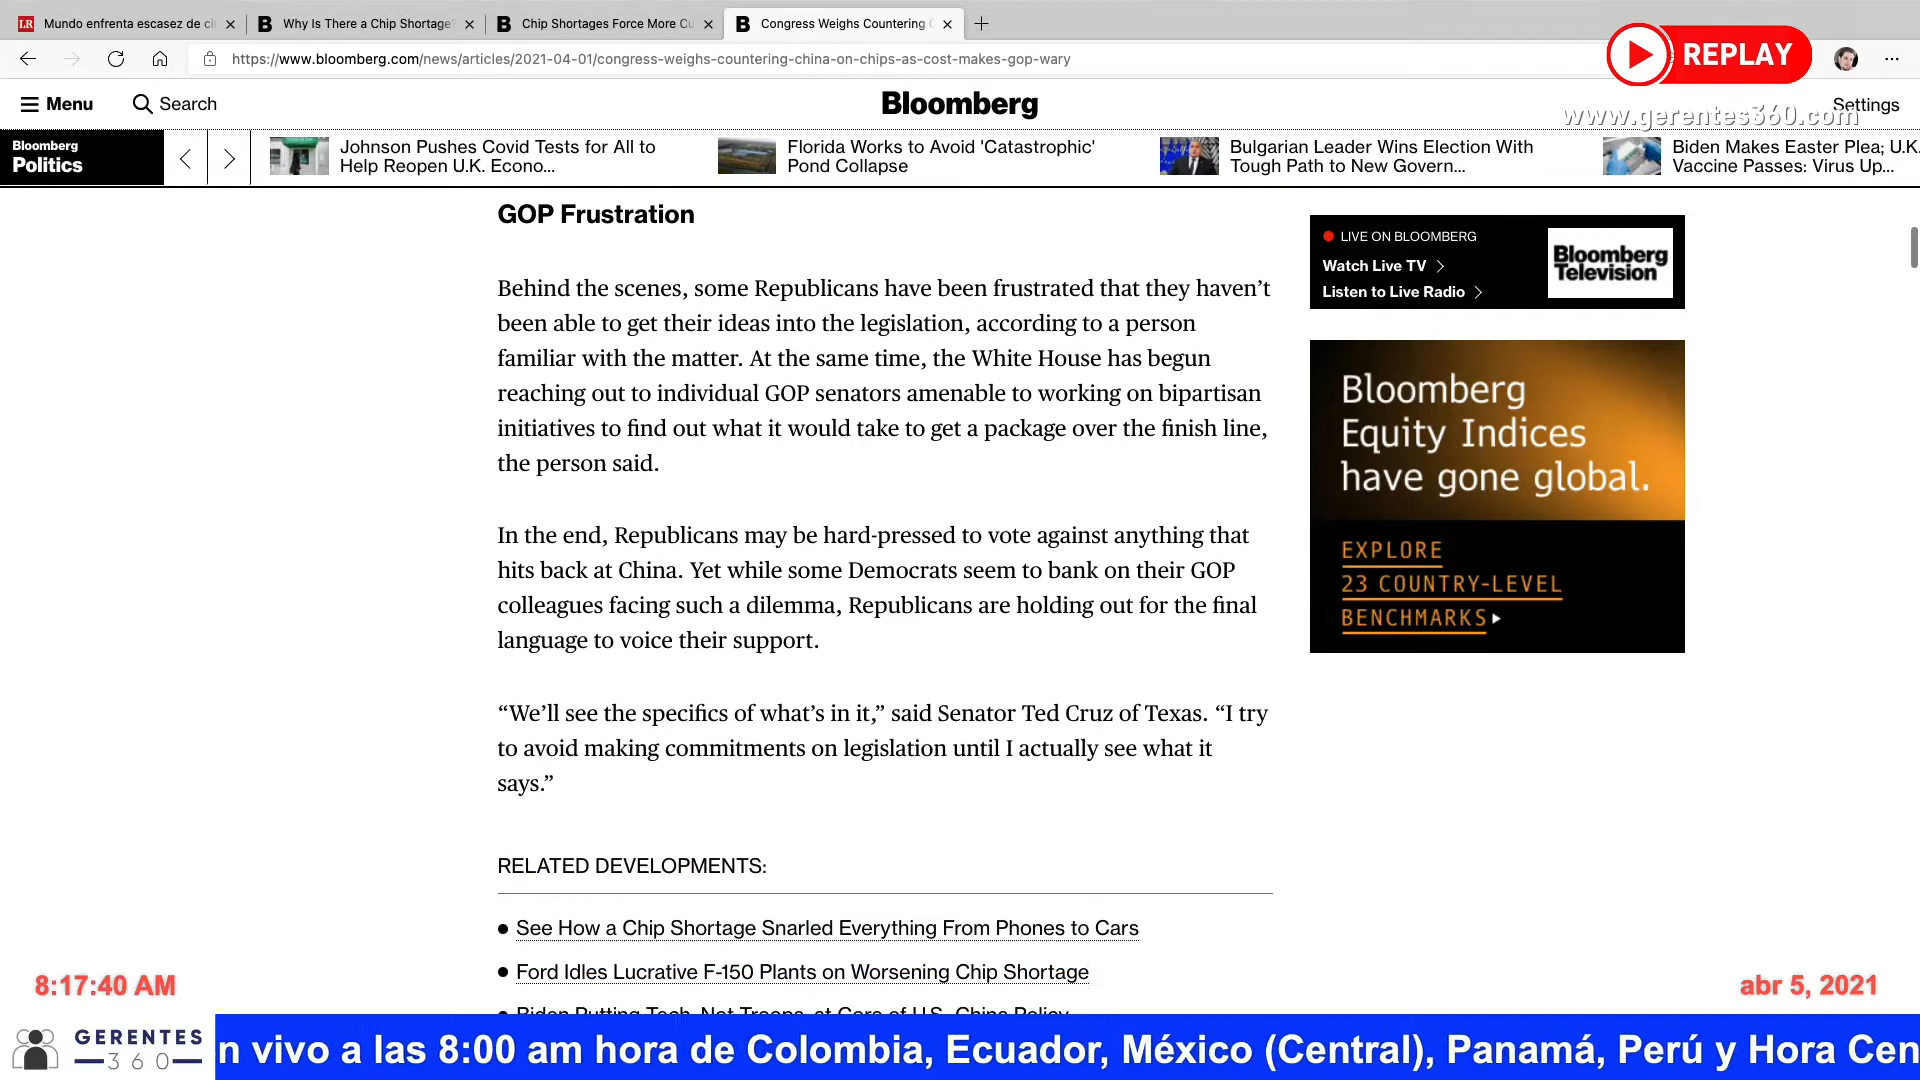 LR Mundo enfrenta escasez de ci
B Why Is There a Chip Shortage?
B Chip Shortages Force More Cu
B Congress Weighs Countering C
https://www.bloomberg.com/news/articles/2021-04-01/congress-weighs-countering-china-on-chips-as-cost-makes-gop-wary
REPLAY
Menu
Search
Bloomberg
Settings
www.gerentes360.com
Bloomberg
Politics
Johnson Pushes Covid Tests for All to
Help Reopen U.K. Econo...
Florida Works to Avoid 'Catastrophic'
Pond Collapse
Bulgarian Leader Wins Election With
Tough Path to New Govern...
Biden Makes Easter Plea; U.K.
Vaccine Passes: Virus Up...
GOP Frustration
Behind the scenes, some Republicans have been frustrated that they haven’t
been able to get their ideas into the legislation, according to a person
familiar with the matter. At the same time, the White House has begun
reaching out to individual GOP senators amenable to working on bipartisan
initiatives to find out what it would take to get a package over the finish line,
the person said.
In the end, Republicans may be hard-pressed to vote against anything that
hits back at China. Yet while some Democrats seem to bank on their GOP
colleagues facing such a dilemma, Republicans are holding out for the final
language to voice their support.
“We’ll see the specifics of what’s in it,” said Senator Ted Cruz of Texas. “I try
to avoid making commitments on legislation until I actually see what it
says.”
RELATED DEVELOPMENTS:
See How a Chip Shortage Snarled Everything From Phones to Cars
Ford Idles Lucrative F-150 Plants on Worsening Chip Shortage
Biden Putting Tech, Not Troops, at Core of U.S. China Policy
LIVE ON BLOOMBERG
Watch Live TV
Listen to Live Radio
Bloomberg
Television
Bloomberg
Equity Indices
have gone global.
EXPLORE
23 COUNTRY-LEVEL
BENCHMARKS
8:17:40 AM
abr 5, 2021
GERENTES
360
n vivo a las 8:00 am hora de Colombia, Ecuador, México (Central), Panamá, Perú y Hora Cen